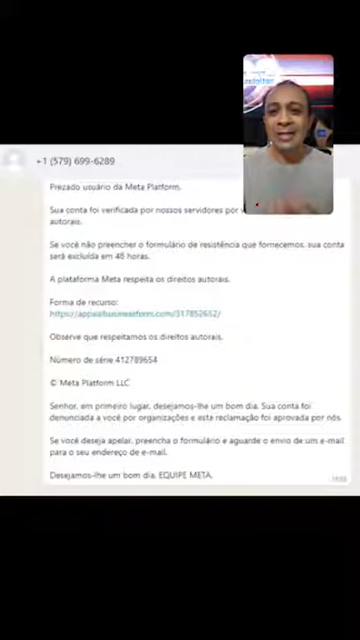 +1 (579) 699-6289
Prezado usuário da Meta Platform,
Sua conta foi verificada por nossos servidores por
autorais.
Se você não preencher o formulário de resistência que fornecemos, sua conta
será excluída em 48 horas.
A plataforma Meta respeita os direitos autorais.
Forma de recurso:
Observe que respeitamos os direitos autorais.
Número de série 412789654
© Meta Platform LLC
Senhor, em primeiro lugar, desejamos-lhe um bom dia. Sua conta foi
denunciada a você por organizações e esta reclamação foi aprovada por nós.
Se você deseja apelar, preencha o formulário e aguarde o envio de um e-mail
para o seu endereço de e-mail.
Desejamos-lhe um bom dia, EQUIPE META.